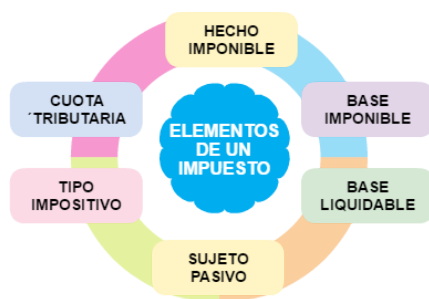 HECHO
IMPONIBLE
CUOTA
´TRIBUTARIA
BASE
IMPONIBLE
ELEMENTOS
DE UN
IMPUESTO
TIPO
IMPOSITIVO
BASE
LIQUIDABLE
SUJETO
PASIVO